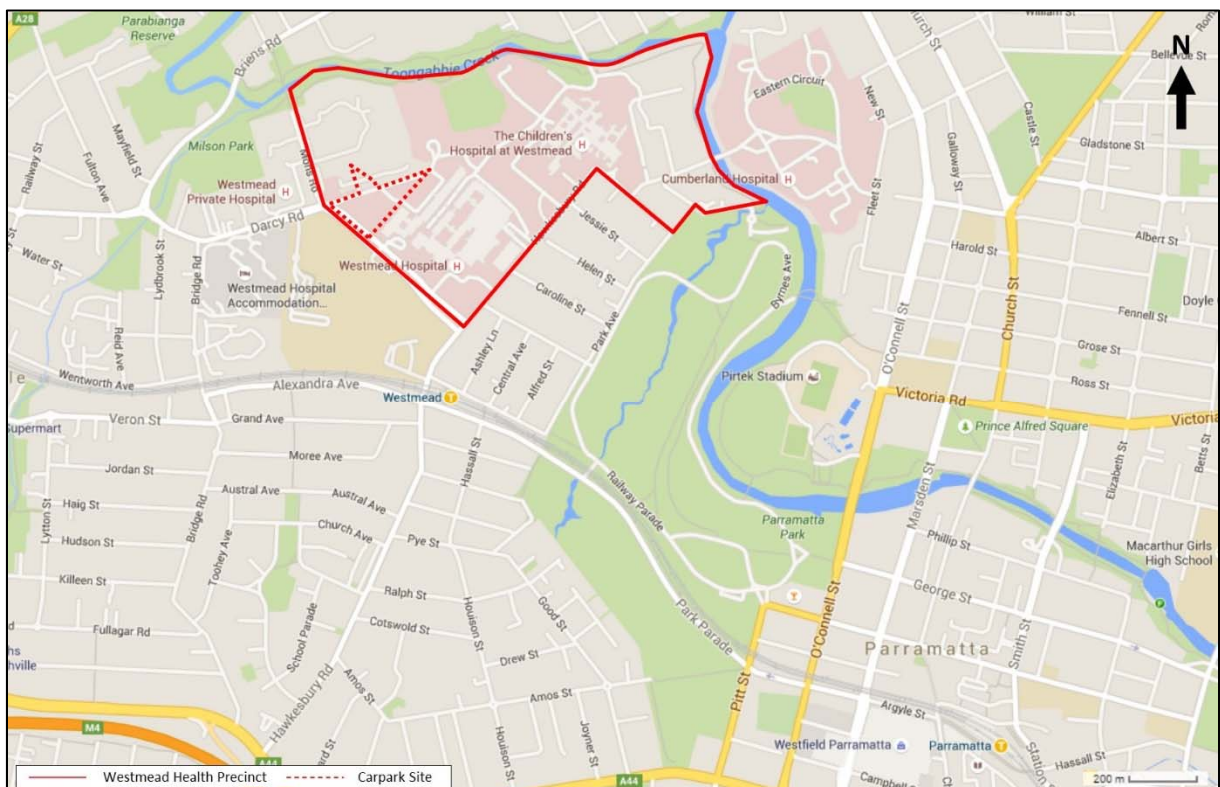 A28
Parabianga
Reserve
Briens Rd
Toongabbie Creek
Church St
William St
Bellevue St
N
Eastern Circuit
New St
Castle St
Gladstone St
Galloway St
Mayfield St
Fulton Ave
Railway St
Milson Park
Mons Rd
The Children's
Hospital at Westmead
H
Westmead
Private Hospital
H
Cumberland Hospital
H
Fleet St
Hawkesbury Rd
Darcy Rd
Jessie St
Albert St
Harold St
Water St
Lydbrook St
Bridge Rd
Westmead Hospital
H
Helen St
Westmead Hospital
Accommodation...
Caroline St
Park Ave
Byrnes Ave
O'Connell St
Church St
Doyle
Fennell St
Reid Ave
Ashley Ln
Central Ave
Alfred St
Grose St
Wentworth Ave
Alexandra Ave
Westmead
T
Pirtek Stadium
Ross St
Victoria Rd
Victoria
Veron St
Grand Ave
Supermart
Prince Alfred Square
Moree Ave
Hassall St
Jordan St
Marsden St
Elizabeth St
Betts St
Lytton St
Haig St
Austral Ave
Austral Ave
Railway Parade
Bridge Rd
Church Ave
Parramatta
Park
Hudson St
Toohey Ave
Pye St
Phillip St
Macarthur Girls
High School
Killeen St
Ralph St
George St
P
Fullagar Rd
School Parade
Cotswold St
Houison St
Good St
Park Parade
O'Connell St
Smith St
Parramatta
Drew St
Hawkesbury Rd
Amos St
Amos St
Pitt St
Argyle St
M4
Houison St
Joyner St
Westfield Parramatta
Parramatta
T
Station
Hassall St
A44
A44
Campbell
Westmead Health Precinct
Carpark Site
200 m